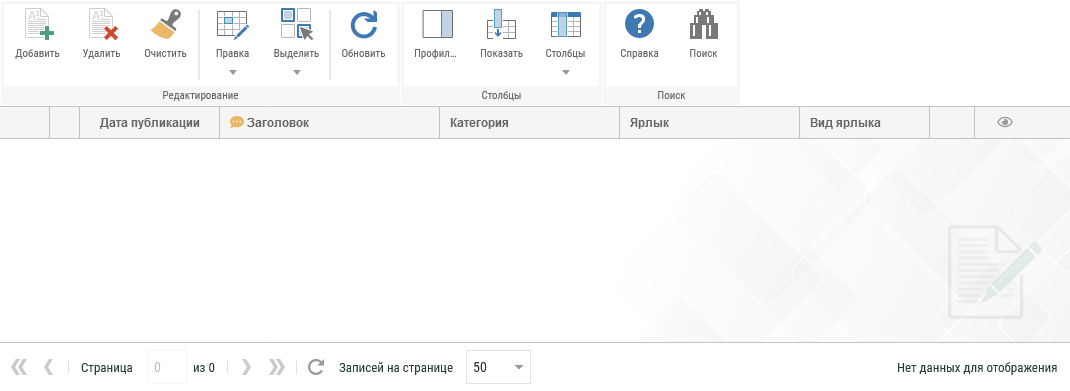 Добавить Удалить Очистить Правка Выделить Обновить Профил... Показать Столбцы Справка Поиск
Редактирование Столбцы Поиск
Дата публикации Заголовок Категория Ярлык Вид ярлыка
Страница 0 из 0 Записей на странице 50 Нет данных для отображения